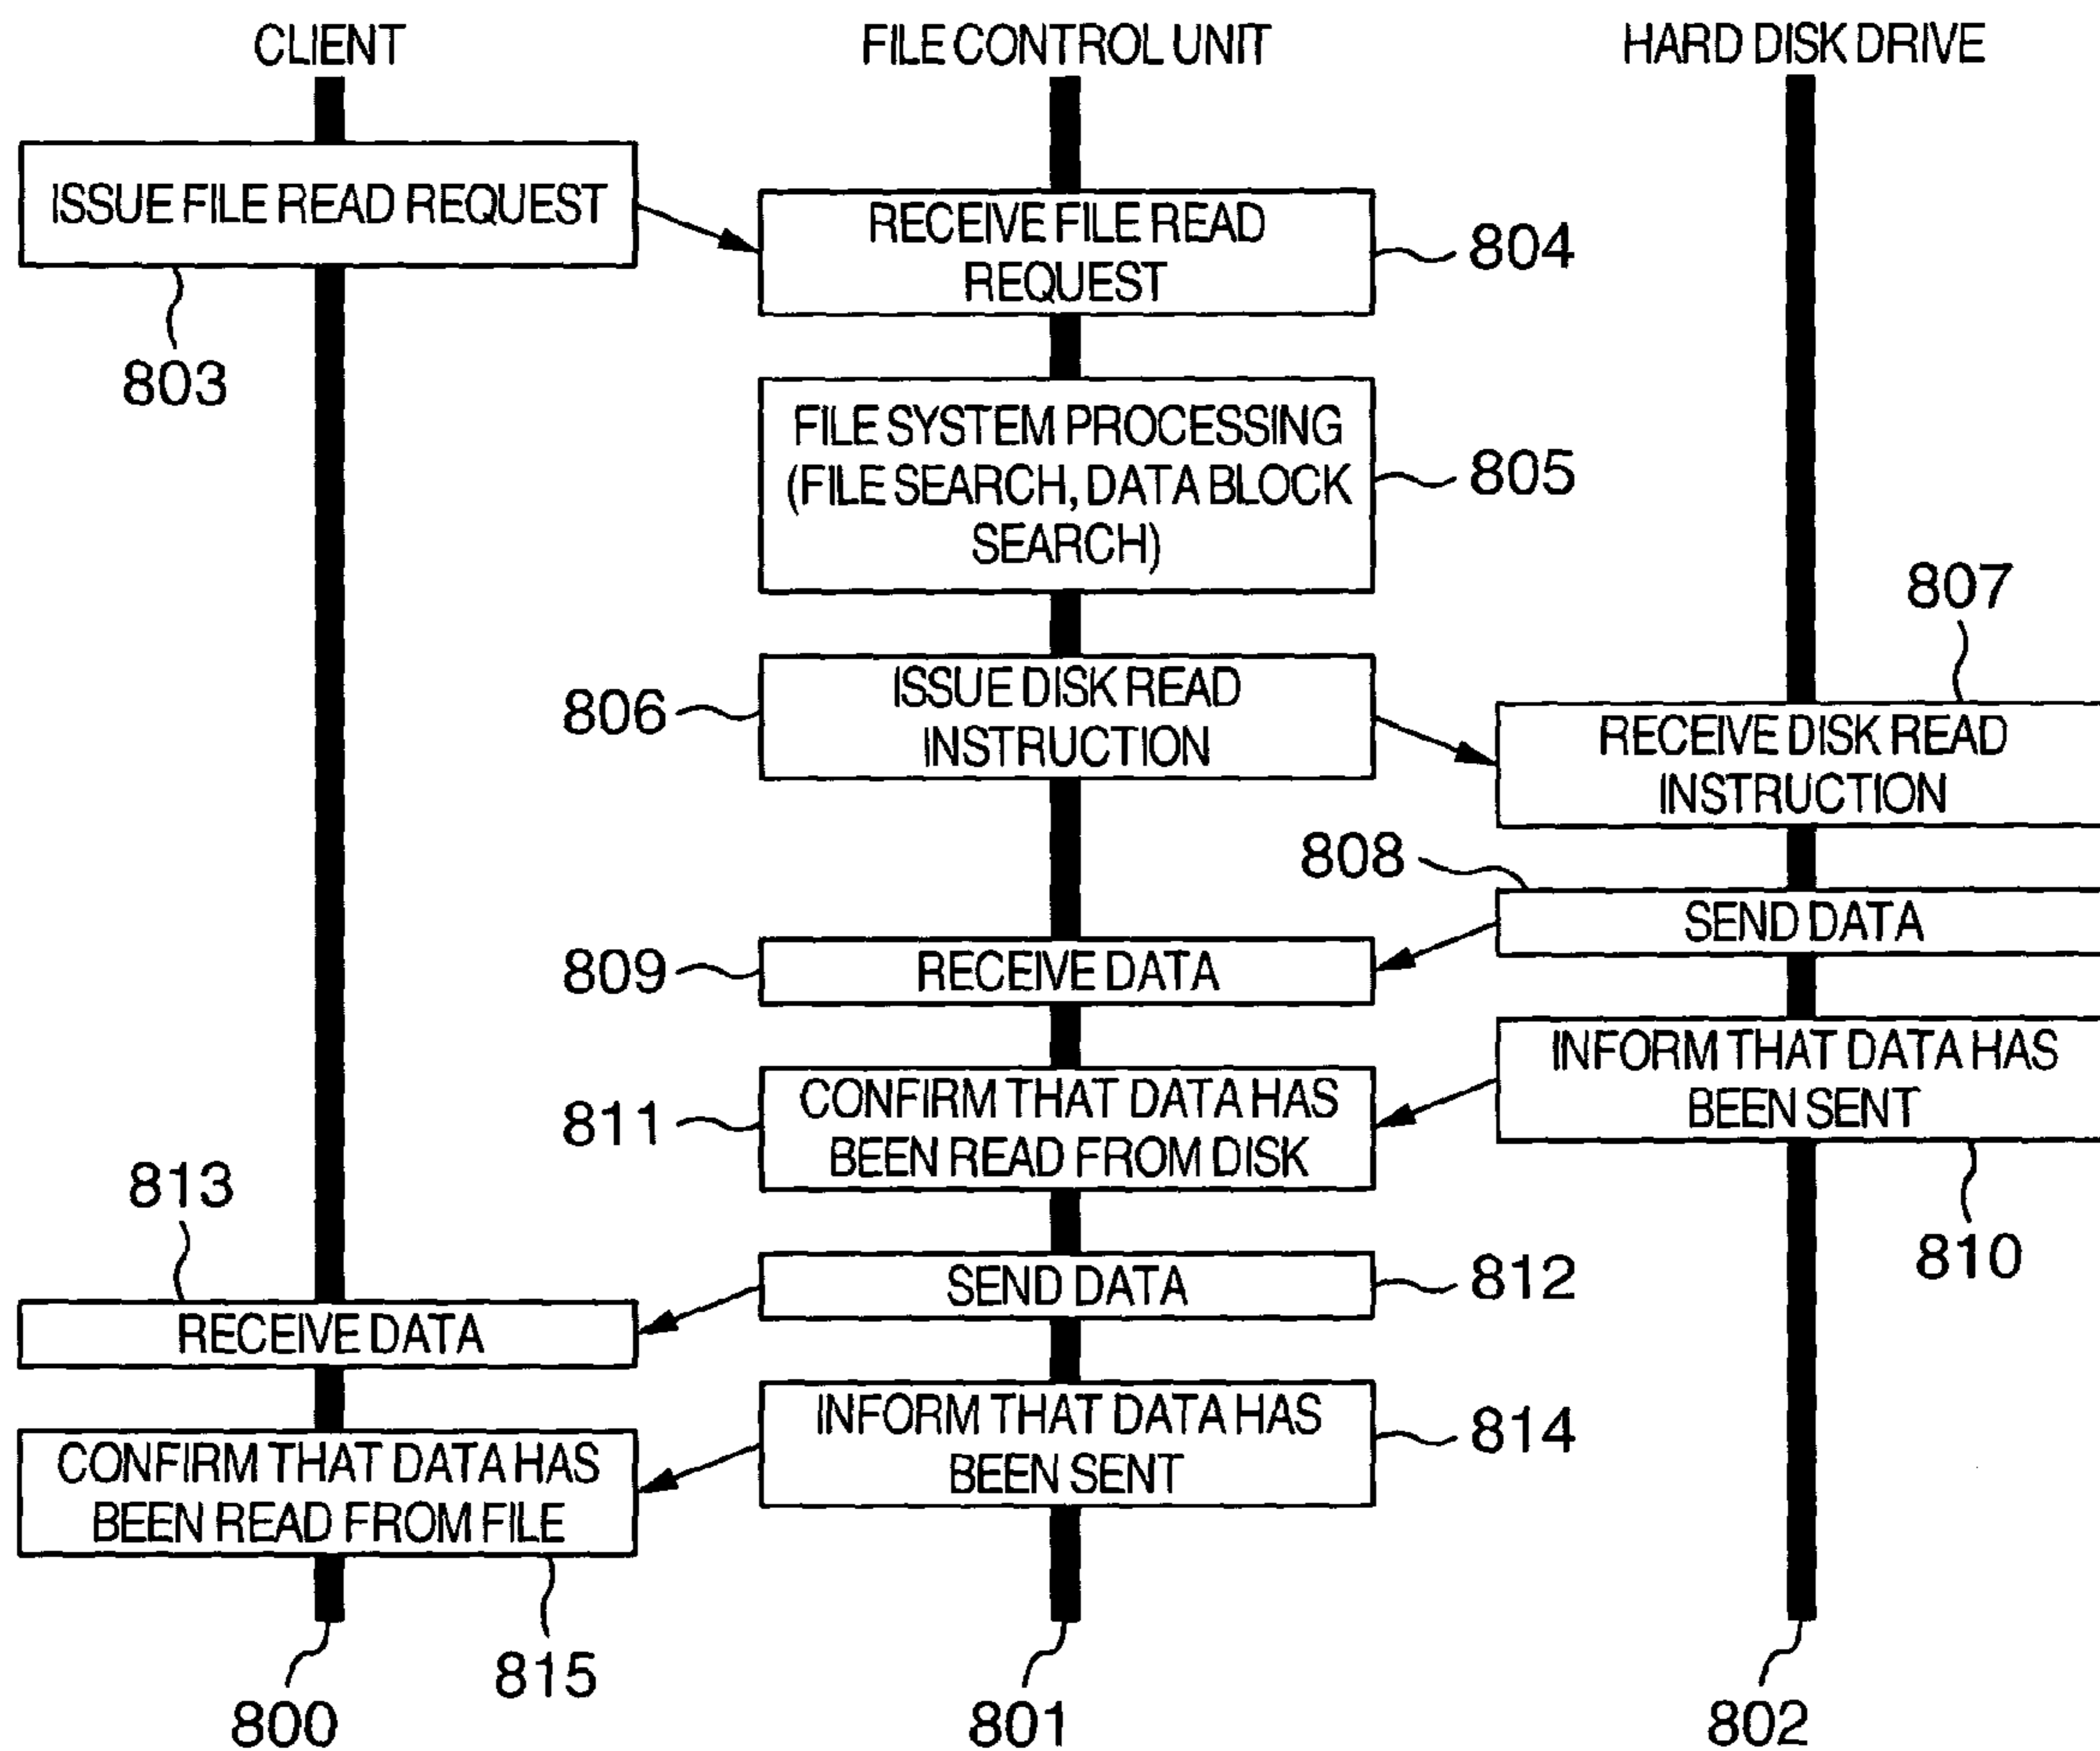 CLIENT
FILE CONTROL UNIT
HARD DISK DRIVE
ISSUE FILE READ REQUEST
803
RECEIVE FILE READ
REQUEST
804
FILE SYSTEM PROCESSING
(FILE SEARCH, DATA BLOCK
SEARCH)
805
806
ISSUE DISK READ
INSTRUCTION
807
RECEIVE DISK READ
INSTRUCTION
808
SEND DATA
809
RECEIVE DATA
INFORM THAT DATA HAS
BEEN SENT
810
811
CONFIRM THAT DATA HAS
BEEN READ FROM DISK
SEND DATA
812
813
RECEIVE DATA
INFORM THAT DATA HAS
BEEN SENT
814
CONFIRM THAT DATA HAS
BEEN READ FROM FILE
815
800
801
802